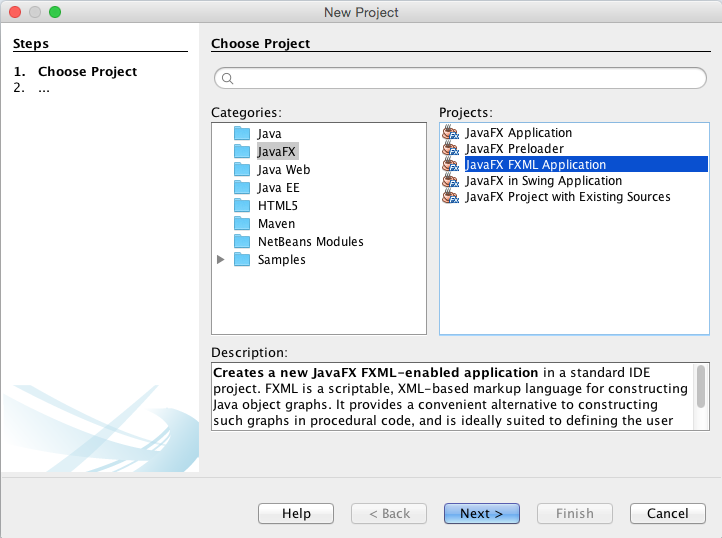 New Project
Steps
1. Choose Project
2. ...
Choose Project
Categories:
Java
JavaFX
Java Web
Java EE
HTML5
Maven
NetBeans Modules
Samples
Projects:
JavaFX Application
JavaFX Preloader
JavaFX FXML Application
JavaFX in Swing Application
JavaFX Project with Existing Sources
Description:
Creates a new JavaFX FXML-enabled application in a standard IDE
project. FXML is a scriptable, XML-based markup language for constructing
Java object graphs. It provides a convenient alternative to constructing
such graphs in procedural code, and is ideally suited to defining the user
Help
< Back
Next >
Finish
Cancel